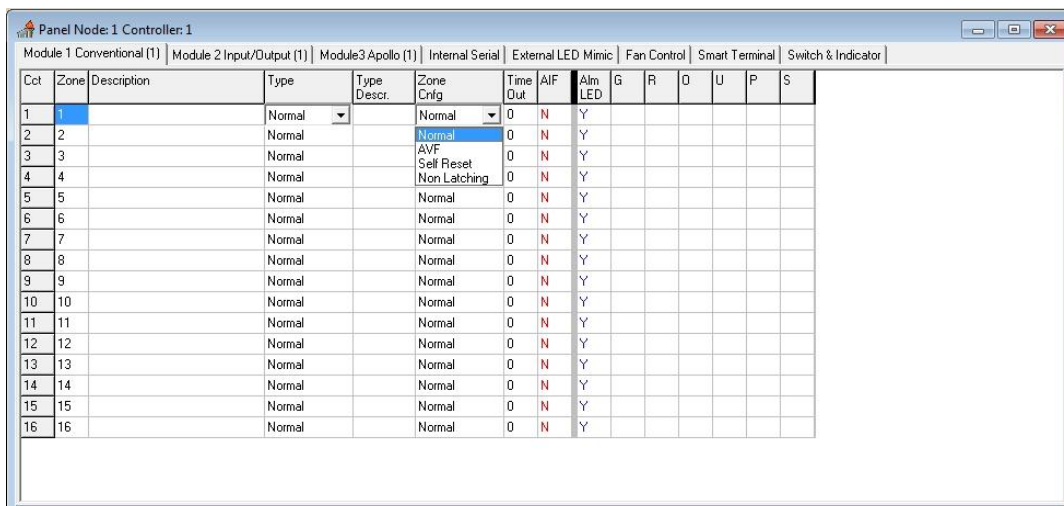 Panel Node: 1 Controller: 1
Module 1 Conventional (1) Module 2 Input/Output (1) Module3 Apollo (1) Internal Serial External LED Mimic Fan Control Smart Terminal Switch & Indicator
Cct Zone Description Type Type Descr. Zone Cnfg Time Out AIF Alm LED G R O U P S
1 1 Normal Normal 0 N Y
2 2 Normal Normal 0 N Y
3 3 Normal AVF Self Reset 0 N Y
4 4 Normal Non Latching 0 N Y
5 5 Normal Normal 0 N Y
6 6 Normal Normal 0 N Y
7 7 Normal Normal 0 N Y
8 8 Normal Normal 0 N Y
9 9 Normal Normal 0 N Y
10 10 Normal Normal 0 N Y
11 11 Normal Normal 0 N Y
12 12 Normal Normal 0 N Y
13 13 Normal Normal 0 N Y
14 14 Normal Normal 0 N Y
15 15 Normal Normal 0 N Y
16 16 Normal Normal 0 N Y